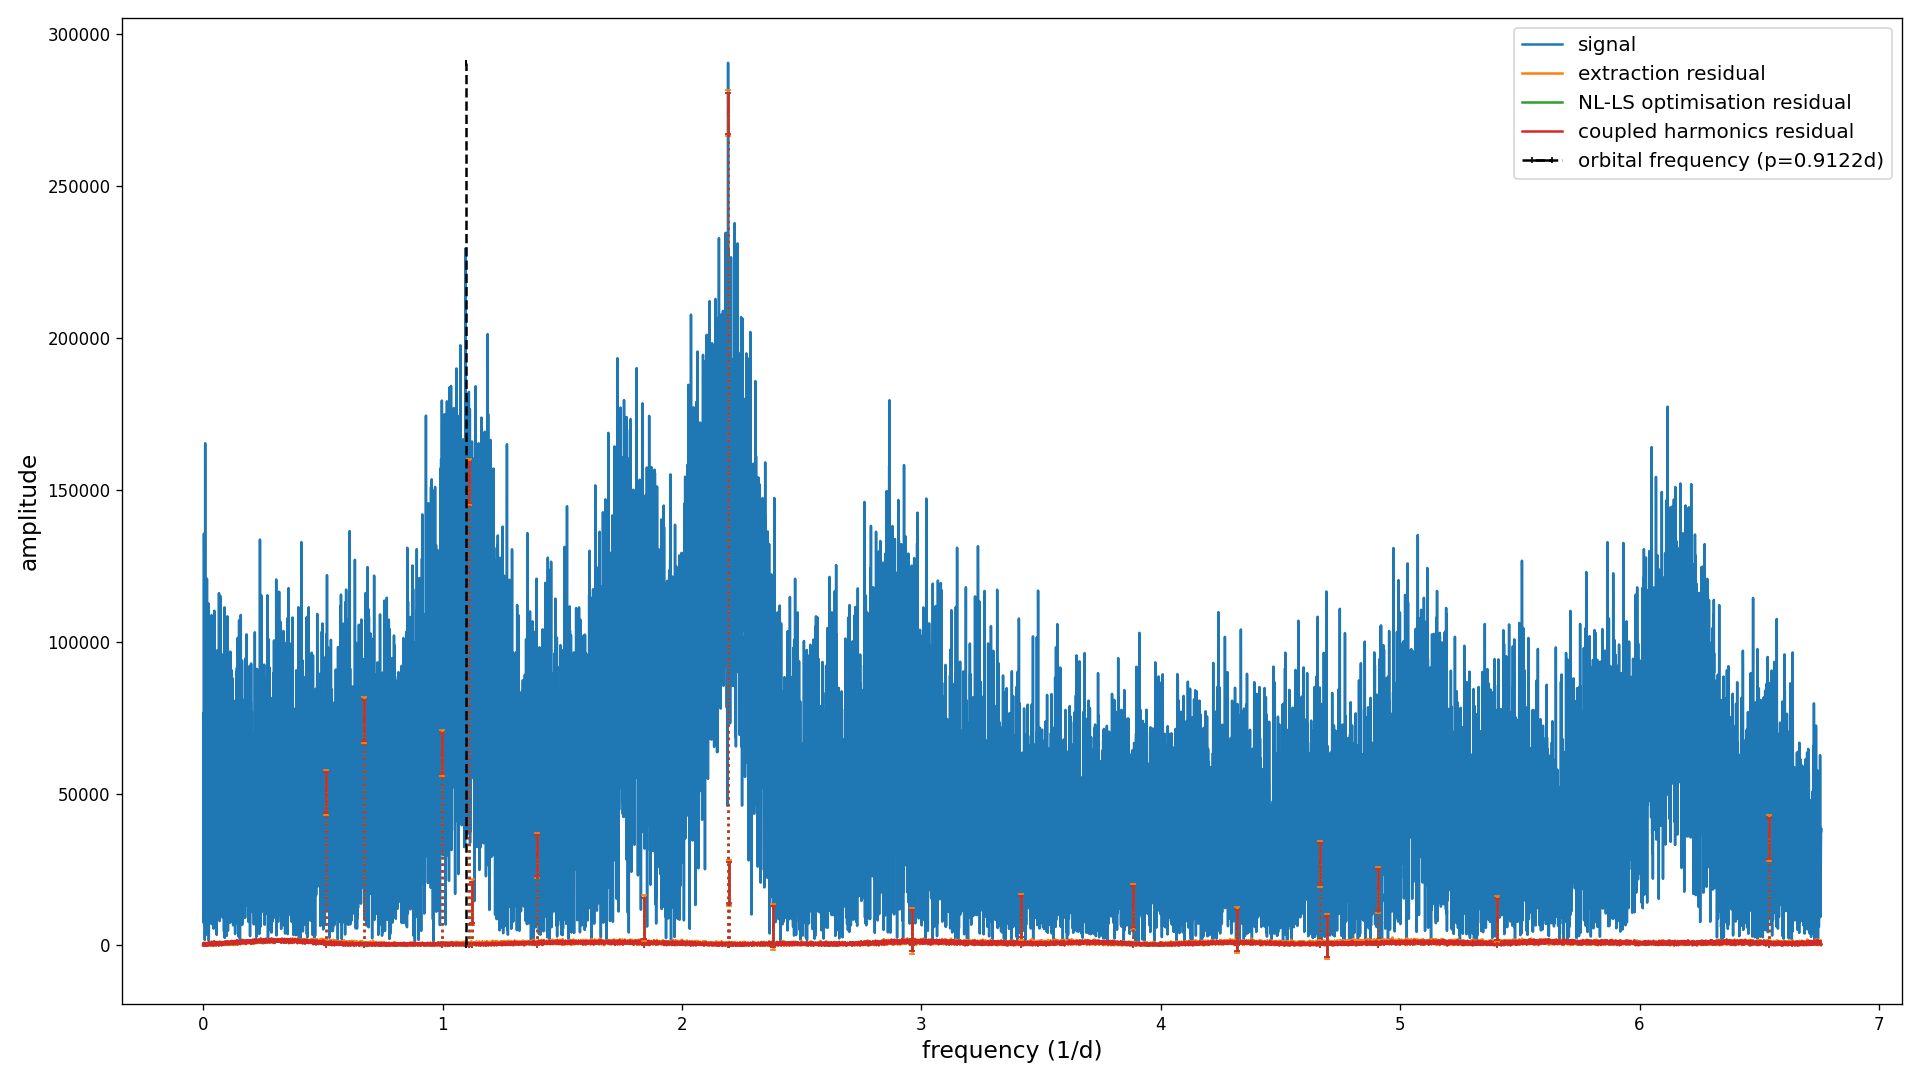 300000
250000
200000
150000
100000
50000
0
amplitude
0 1 2 3 4 5 6 7
frequency (1/d)
signal
extraction residual
NL-LS optimisation residual
coupled harmonics residual
orbital frequency (p=0.9122d)